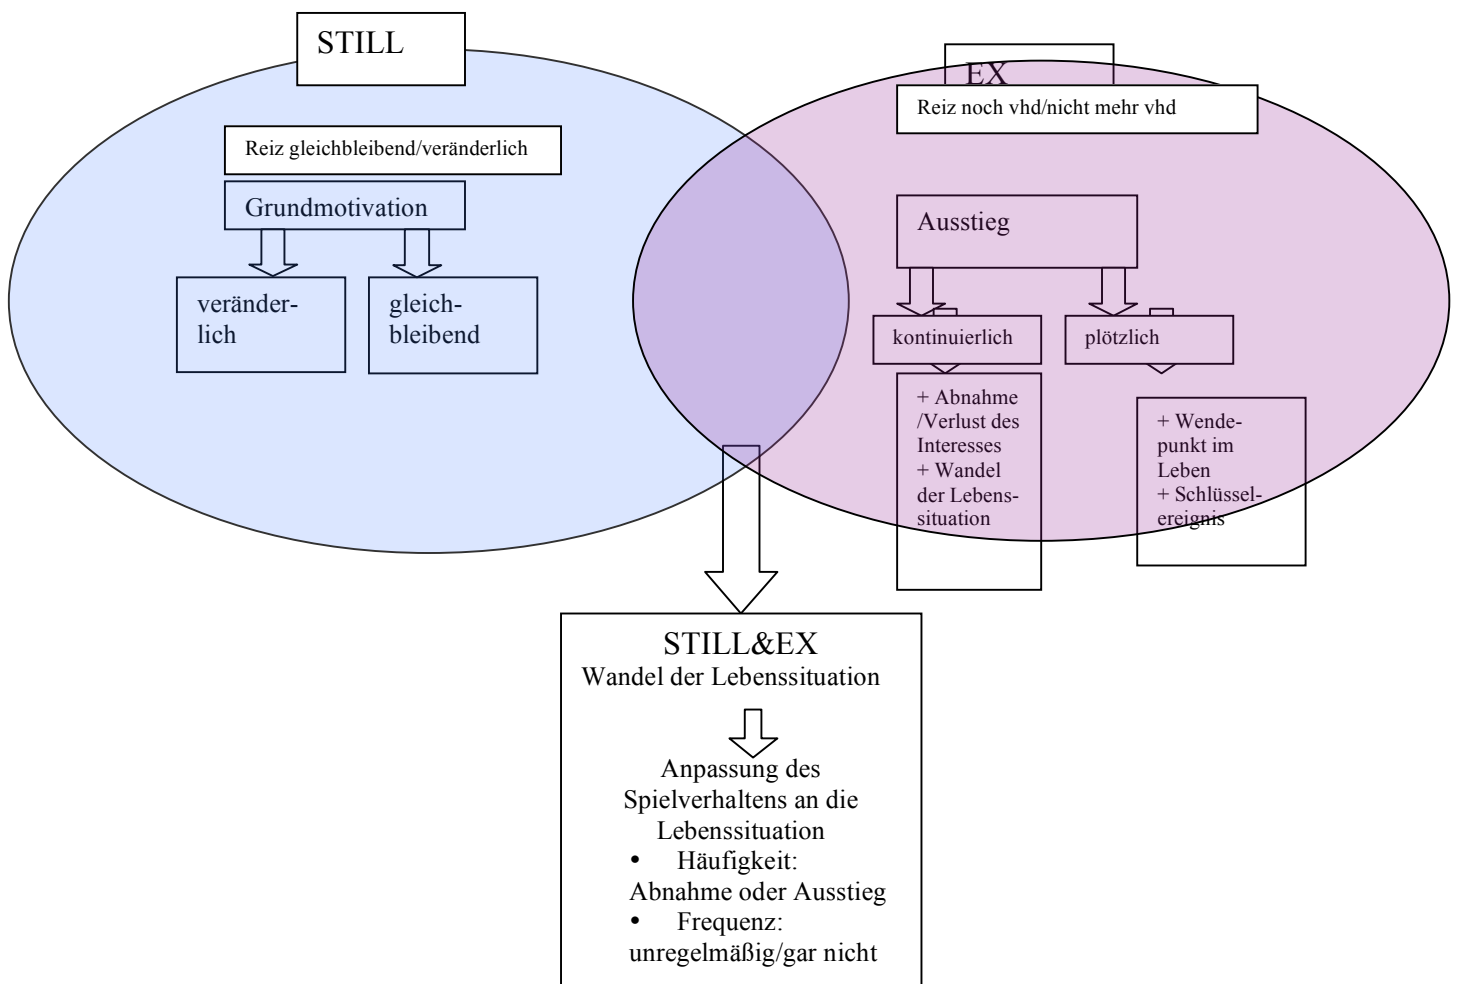 STILL
Reiz gleichbleibend/veränderlich
Grundmotivation
veränder-
lich
gleich-
bleibend
EX
Reiz noch vhd/nicht mehr vhd
Ausstieg
kontinuierlich
plötzlich
+ Abnahme
/Verlust des
Interesses
+ Wandel
der Lebens-
situation
+ Wende-
punkt im
Leben
+ Schlüssel-
ereignis
STILL&EX
Wandel der Lebenssituation
Anpassung des
Spielverhaltens an die
Lebenssituation
• Häufigkeit:
Abnahme oder Ausstieg
• Frequenz:
unregelmäßig/gar nicht